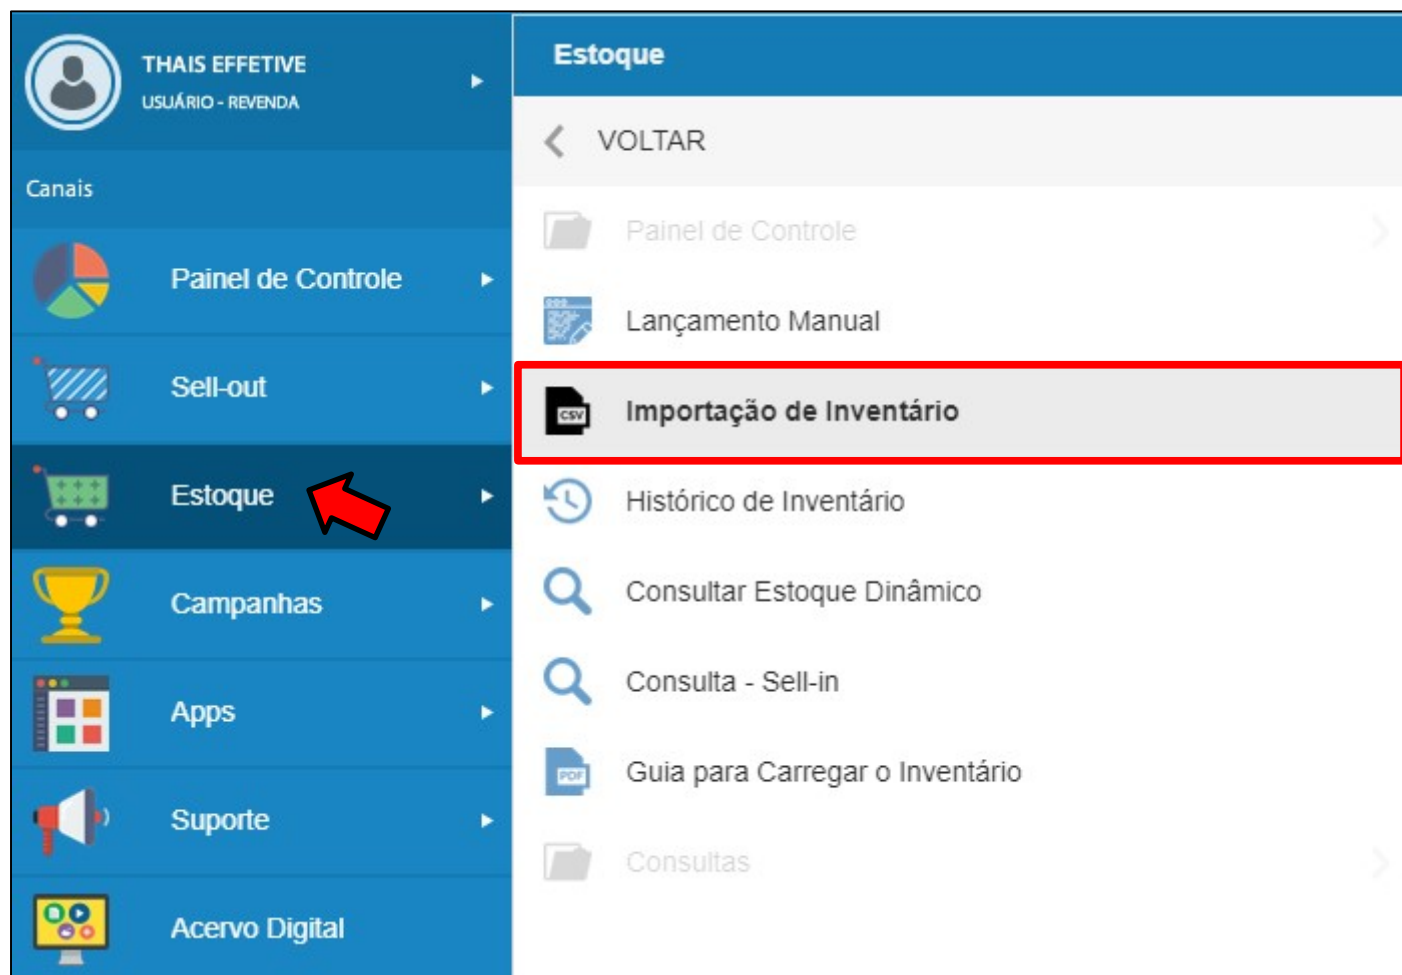 THAIS EFFETIVE
USUÁRIO - REVENDA
Canais
Painel de Controle
Sell-out
Estoque
Campanhas
Apps
Suporte
Acervo Digital
Estoque
VOLTAR
Painel de Controle
Lançamento Manual
CSV
Importação de Inventário
Histórico de Inventário
Consultar Estoque Dinâmico
Consulta - Sell-in
PDF
Guia para Carregar o Inventário
Consultas